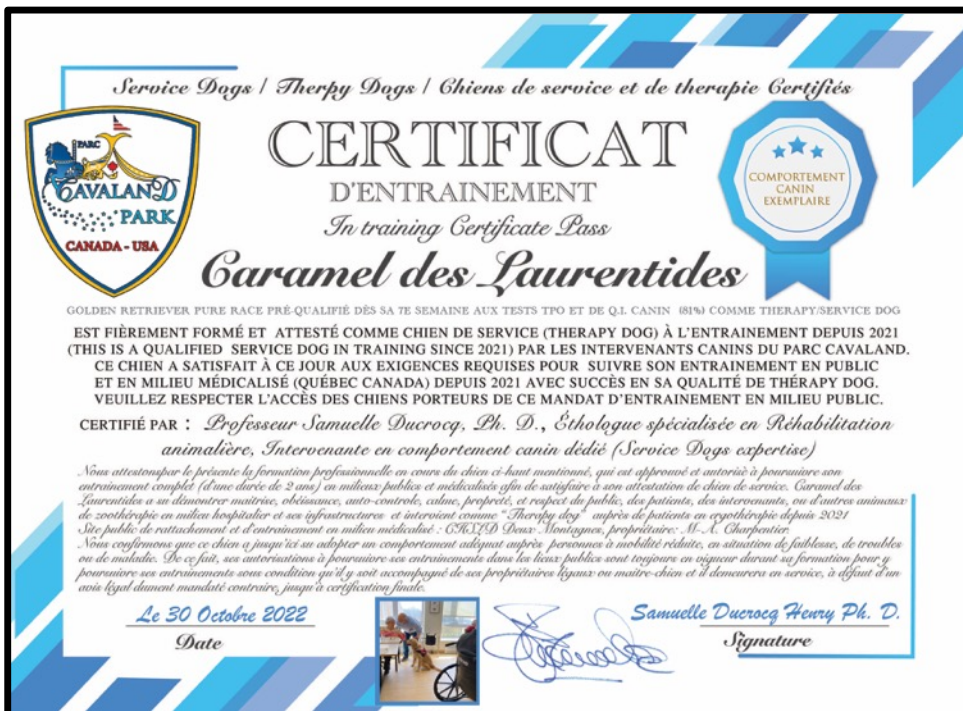 Service Dogs / Therpy Dogs / Chiens de service et de therapie Certifiés
PARC
CAVALAND
PARK
CANADA - USA
CERTIFICAT
D'ENTRAINEMENT
In training Certificate Pass
COMPORTEMENT
CANIN
EXEMPLAIRE
Caramel des Laurentides
GOLDEN RETRIEVER PURE RACE PRÉ-QUALIFIÉ DÈS SA 7E SEMAINE AUX TESTS TPO ET DE Q.I. CANIN (81%) COMME THERAPY/SERVICE DOG
EST FIÈREMENT FORMÉ ET ATTESTÉ COMME CHIEN DE SERVICE (THERAPY DOG) À L'ENTRAINEMENT DEPUIS 2021
(THIS IS A QUALIFIED SERVICE DOG IN TRAINING SINCE 2021) PAR LES INTERVENANTS CANINS DU PARC CAVALAND.
CE CHIEN A SATISFAIT À CE JOUR AUX EXIGENCES REQUISES POUR SUIVRE SON ENTRAINEMENT EN PUBLIC
ET EN MILIEU MÉDICALISÉ (QUÉBEC CANADA) DEPUIS 2021 AVEC SUCCÈS EN SA QUALITÉ DE THÉRAPY DOG.
VEUILLEZ RESPECTER L'ACCÈS DES CHIENS PORTEURS DE CE MANDAT D'ENTRAINEMENT EN MILIEU PUBLIC.
CERTIFIÉ PAR : Professeur Samuelle Ducrocq, Ph. D., Éthologue spécialisée en Réhabilitation
animalière, Intervenante en comportement canin dédié (Service Dogs expertise)
Nous attestonspar le présente la formation professionnelle en cours du chien ci-haut mentionné, qui est approuvé et autorisé à poursuivre son
entrainement complet (d'une durée de 2 ans) en milieux publics et médicalisés afin de satisfaire à son attestation de chien de service. Caramel des
Laurentides a su démontrer maitrise, obéissance, auto-controle, calme, propreté, et respect du public, des patients, des intervenants, ou d'autres animaux
de zoothérapie en milieu hospitalier et ses infrastructures et intervient comme "Therapy dog" auprès de patients en ergothérapie depuis 2021
Site public de rattachement et d'entrainement en milieu médicalisé : CHSLD Deux Montagnes, propriétaire: M-A. Charpentier
Nous confirmons que ce chien a jusqu'ici su adopter un comportement adéquat auprès personnes à mobilité réduite, en situation de faiblesse, de troubles
ou de maladie. De ce fait, ses autorisations à poursuivre ses entrainements dans les lieux publics sont toujours en vigueur durant sa formation pour y
poursuivre ses entrainements sous condition qu'il y soit accompagné de ses propriétaires légaux ou maître-chien et il demeurera en service, à défaut d'un
avis légal dument mandaté contraire, jusqu'à certification finale.
Le 30 Octobre 2022
Date
Samuelle Ducrocq Henry Ph. D.
Signature